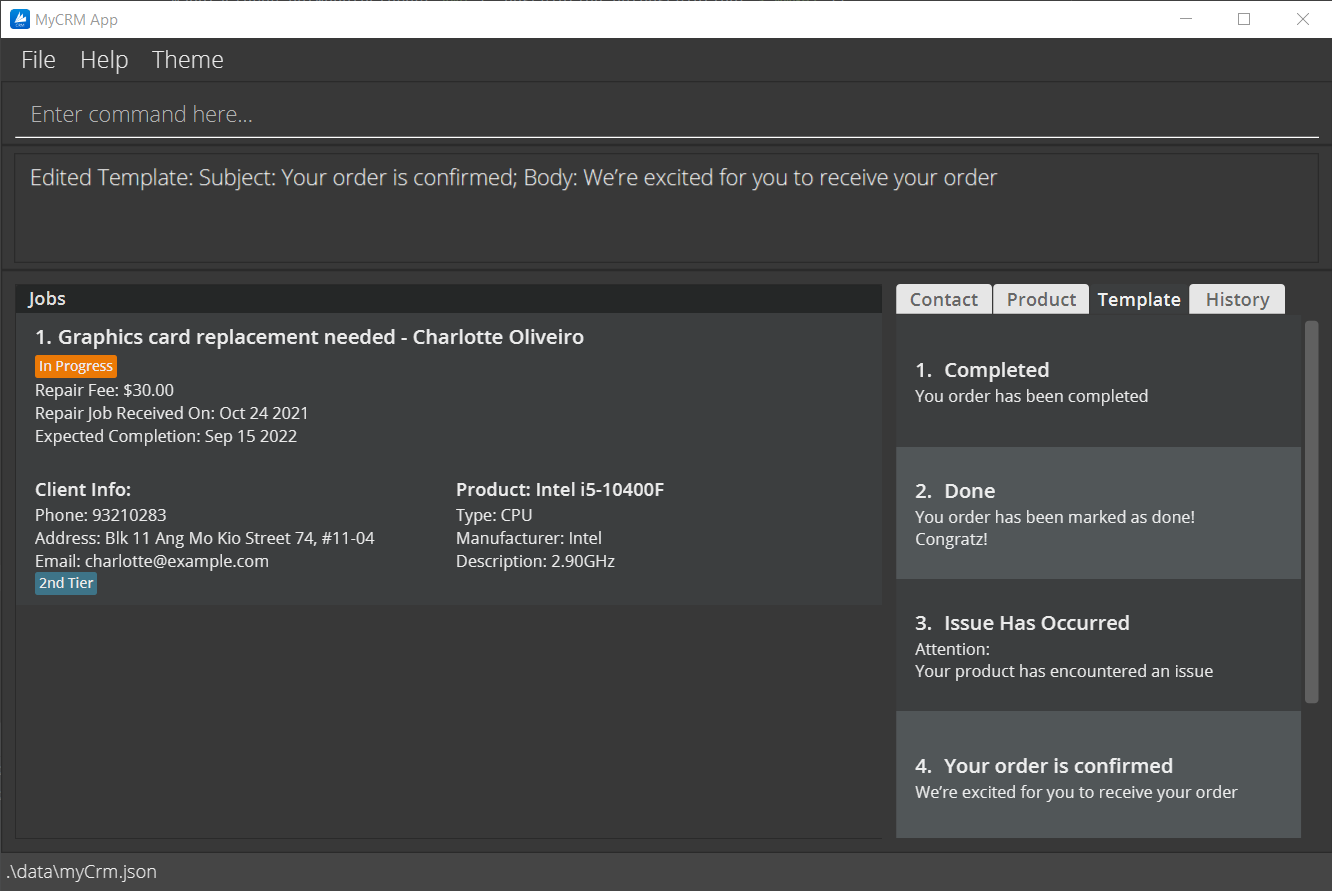 MyCRM App
File Help Theme
Enter command here...
Edited Template: Subject: Your order is confirmed; Body: We’re excited for you to receive your order
Jobs
1. Graphics card replacement needed - Charlotte Oliveiro
In Progress
Repair Fee: $30.00
Repair Job Received On: Oct 24 2021
Expected Completion: Sep 15 2022
Client Info:
Phone: 93210283
Address: Blk 11 Ang Mo Kio Street 74, #11-04
Email: charlotte@example.com
2nd Tier
Product: Intel i5-10400F
Type: CPU
Manufacturer: Intel
Description: 2.90GHz
Contact Product Template History
1. Completed
You order has been completed
2. Done
You order has been marked as done!
Congratz!
3. Issue Has Occurred
Attention:
Your product has encountered an issue
4. Your order is confirmed
We’re excited for you to receive your order
.\data\myCrm.json